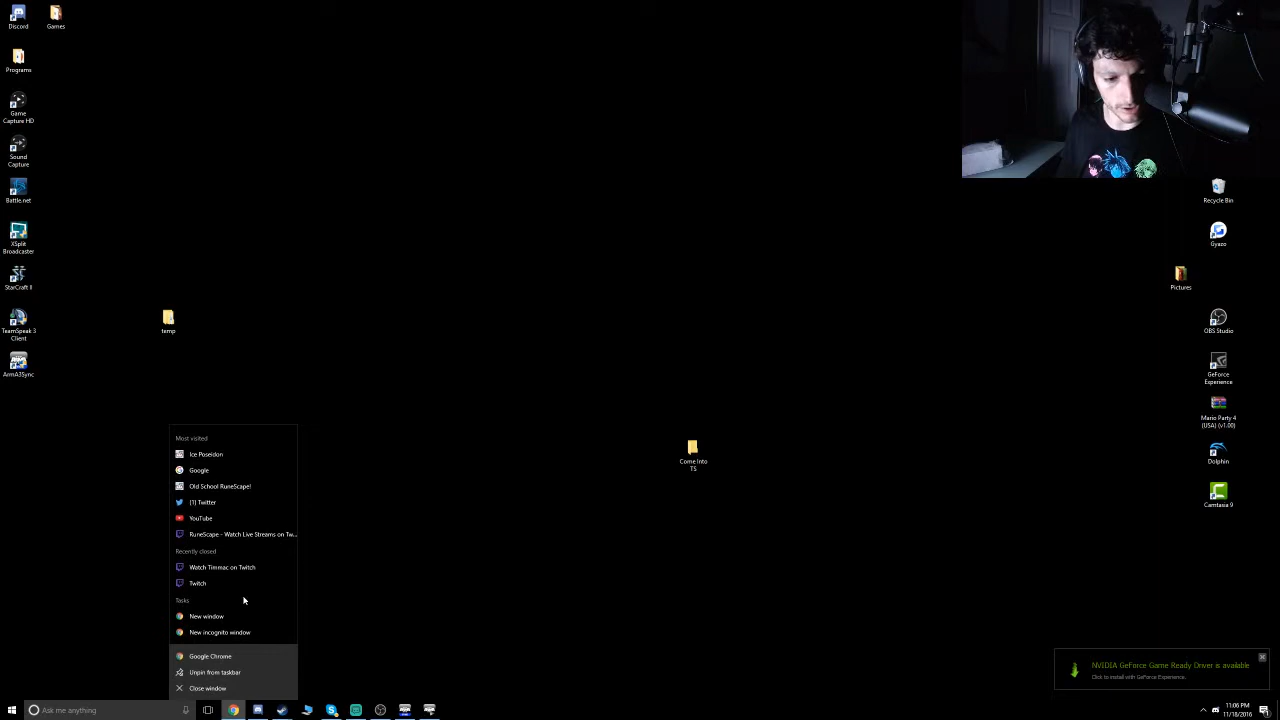 Discord
Games
Programs
Game
Capture HD
Sound
Capture
Battle.net
XSplit
Broadcaster
StarCraft II
TeamSpeak 3
Client
ArmA3Sync
temp
Come Into
TS
Recycle Bin
Gyazo
Pictures
OBS Studio
GeForce
Experience
Mario Party 4
(USA) (v1.00)
Dolphin
Camtasia 9
Most visited
Ice Poseidon
Google
Old School RuneScape!
(1) Twitter
YouTube
RuneScape - Watch Live Streams on Tw...
Recently closed
Watch Timmac on Twitch
Twitch
Tasks
New window
New incognito window
Google Chrome
Unpin from taskbar
Close window
NVIDIA GeForce Game Ready Driver is available
Click to install with GeForce Experience.
Ask me anything
11:06 PM
11/18/2016